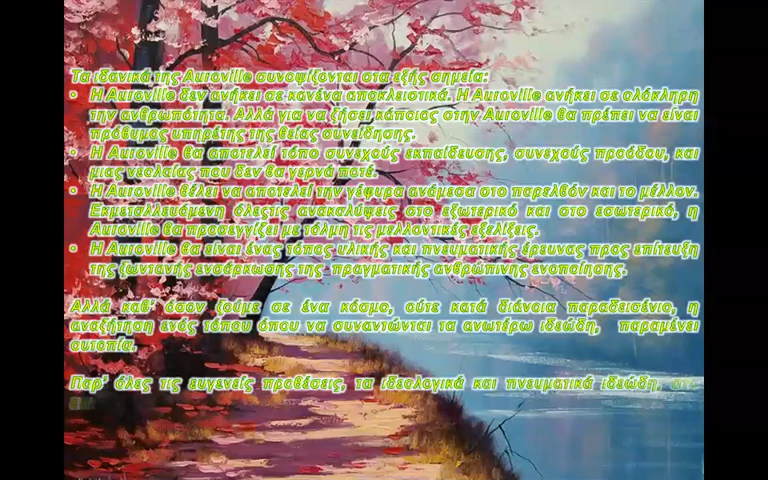 Τα ιδανικά της Auroville συνοψίζονται στα εξής σημεία:
• Η Auroville δεν ανήκει σε κανένα αποκλειστικά. Η Auroville ανήκει σε ολόκληρη
την ανθρωπότητα. Αλλά για να ζήσει κάποιος στην Auroville θα πρέπει να είναι
πρόθυμος υπηρέτης της θείας συνείδησης.
• Η Auroville θα αποτελεί τόπο συνεχούς εκπαίδευσης, συνεχούς προόδου, και
μιας νεολαίας που δεν θα γερνά ποτέ.
• Η Auroville θέλει να αποτελεί την γέφυρα ανάμεσα στο παρελθόν και το μέλλον.
Εκμεταλλευόμενη όλεςτις ανακαλύψεις στο εξωτερικό και στο εσωτερικό, η
Auroville θα προσεγγίζει με τόλμη τις μελλοντικές εξελίξεις.
• Η Auroville θα είναι ένας τόπος υλικής και πνευματικής έρευνας προς επίτευξη
της ζωντανής ενσάρκωσης της πραγματικής ανθρώπινης ενοποίησης.
Αλλά καθ' όσον ζούμε σε ένα κόσμο, ούτε κατά διάνοια παραδεισένιο, η
αναζήτηση ενός τόπου όπου να συναντώνται τα ανωτέρω ιδεώδη, παραμένει
ουτοπία.
Παρ' όλες τις ευγενείς προθέσεις, τα ιδεολογικά και πνευματικά ιδεώδη,